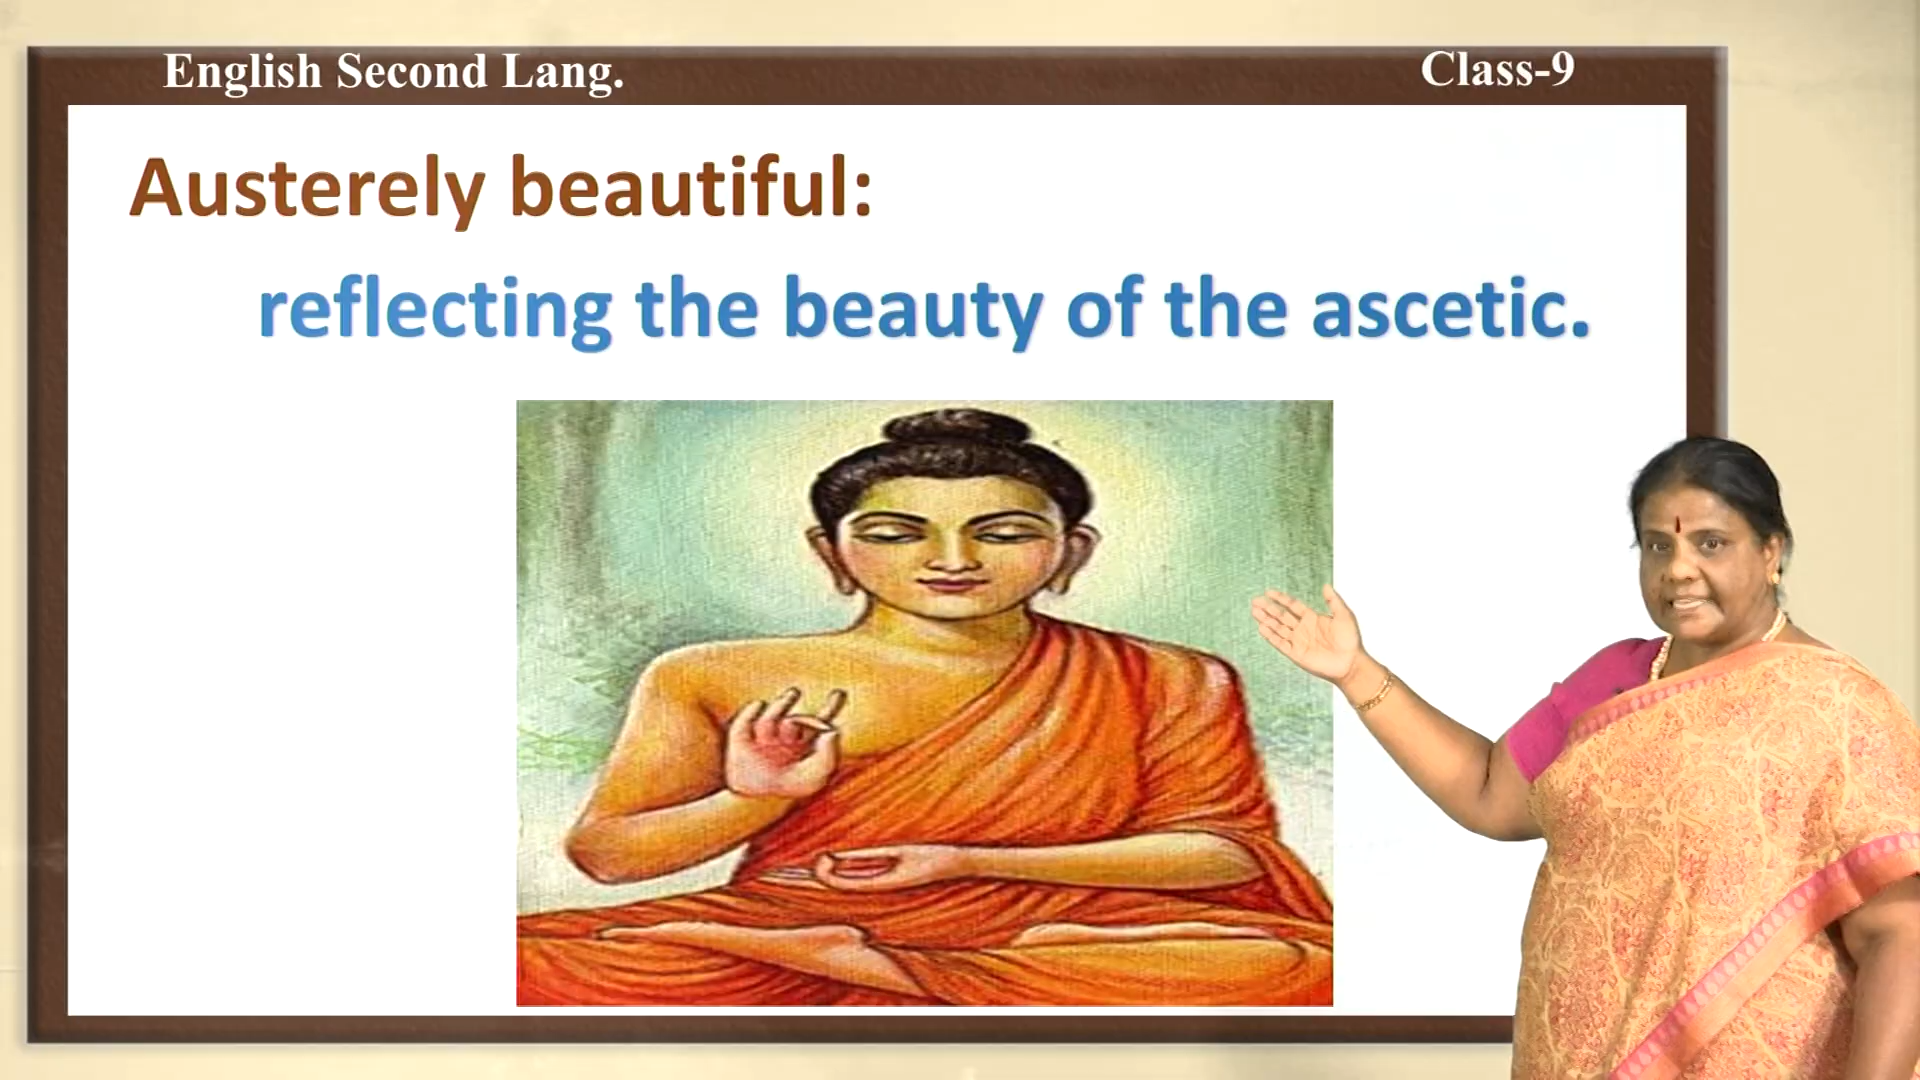 English Second Lang.
Class-9
Austerely beautiful:
reflecting the beauty of the ascetic.